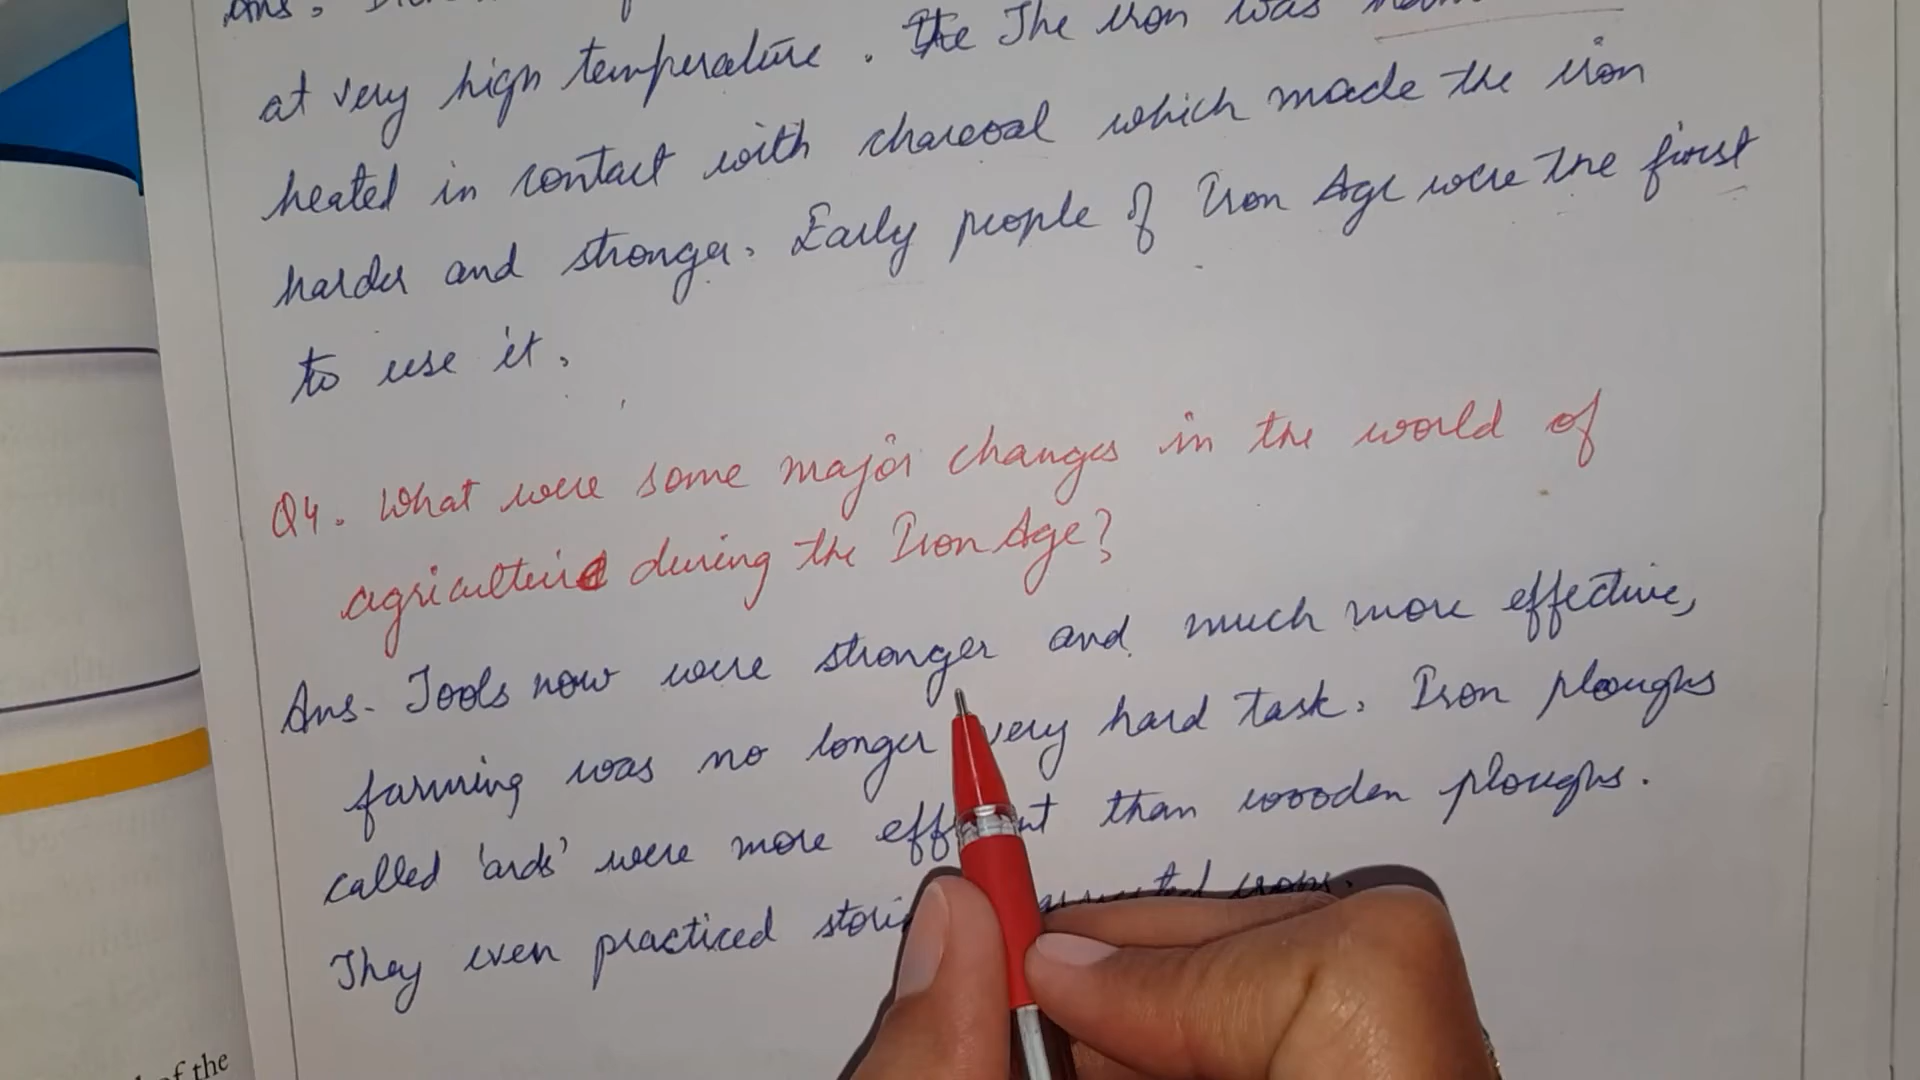 Ans.
at very high temperature. The The iron was
heated in contact with charcoal which made the iron
harder and stronger. Early people of Iron Age were the first
to use it.
Q4. What were some major changes in the world of
agriculture during the Iron Age?
Ans- Tools now were stronger and much more effective,
farming was no longer very hard task. Iron ploughs
called 'ards' were more than wooden ploughs.
They even practiced
of the